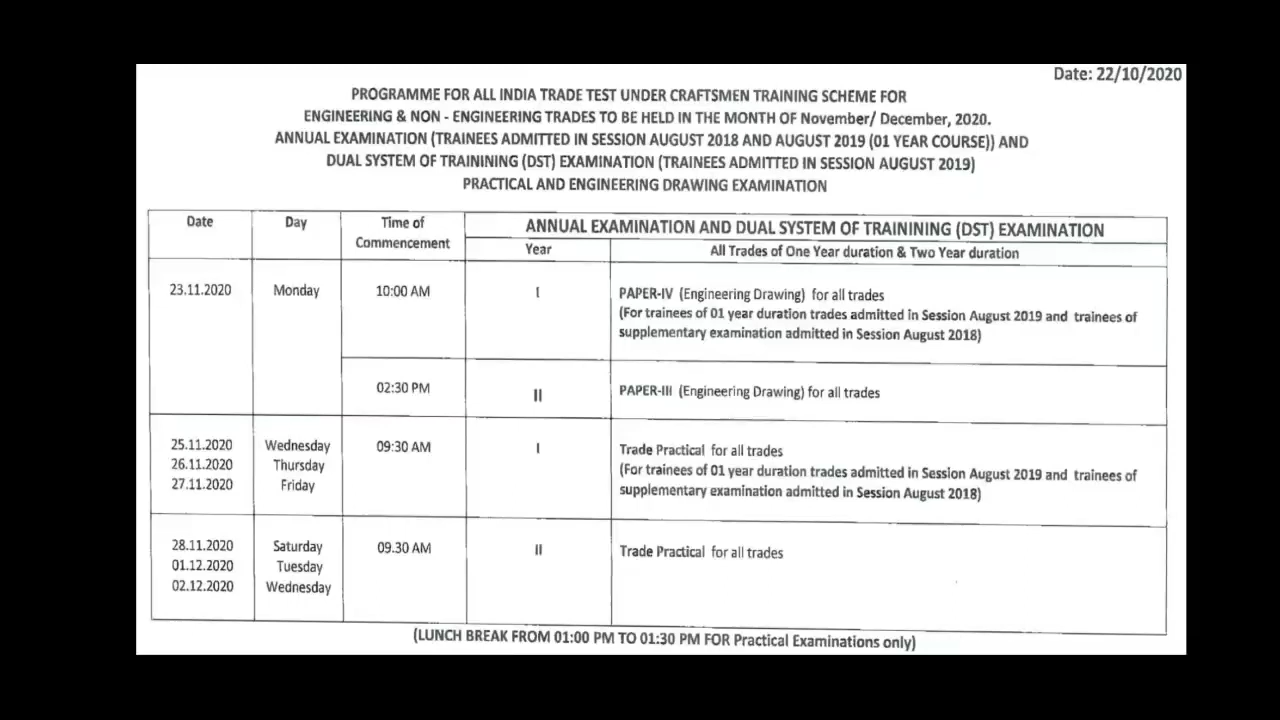 Date: 22/10/2020
PROGRAMME FOR ALL INDIA TRADE TEST UNDER CRAFTSMEN TRAINING SCHEME FOR
ENGINEERING & NON - ENGINEERING TRADES TO BE HELD IN THE MONTH OF November/ December, 2020.
ANNUAL EXAMINATION (TRAINEES ADMITTED IN SESSION AUGUST 2018 AND AUGUST 2019 (01 YEAR COURSE)) AND
DUAL SYSTEM OF TRAININING (DST) EXAMINATION (TRAINEES ADMITTED IN SESSION AUGUST 2019)
PRACTICAL AND ENGINEERING DRAWING EXAMINATION
Date Day Time of Commencement ANNUAL EXAMINATION AND DUAL SYSTEM OF TRAININING (DST) EXAMINATION
Year All Trades of One Year duration & Two Year duration
23.11.2020 Monday 10:00 AM I PAPER-IV (Engineering Drawing) for all trades
(For trainees of 01 year duration trades admitted in Session August 2019 and trainees of
supplementary examination admitted in Session August 2018)
02:30 PM II PAPER-III (Engineering Drawing) for all trades
25.11.2020 Wednesday 09:30 AM I Trade Practical for all trades
26.11.2020 Thursday (For trainees of 01 year duration trades admitted in Session August 2019 and trainees of
27.11.2020 Friday supplementary examination admitted in Session August 2018)
28.11.2020 Saturday 09.30 AM II Trade Practical for all trades
01.12.2020 Tuesday
02.12.2020 Wednesday
(LUNCH BREAK FROM 01:00 PM TO 01:30 PM FOR Practical Examinations only)